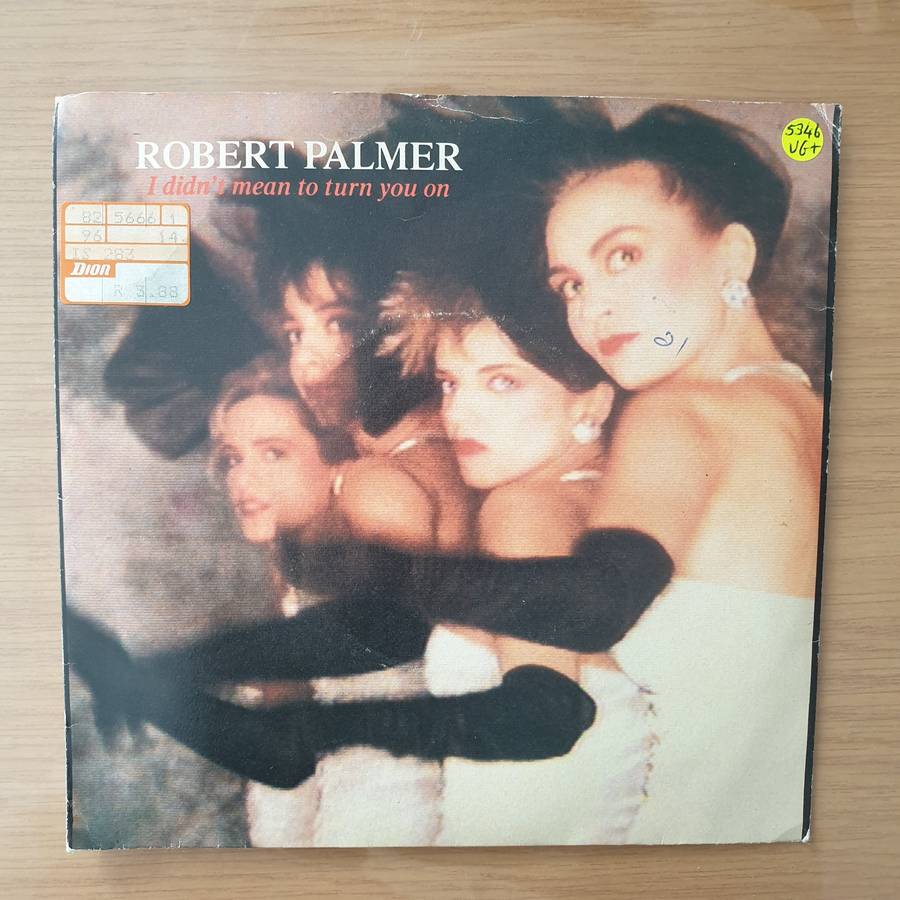 ROBERT PALMER
I didn't mean to turn you on
5346
VG+
82 5666 1
96 14.
IS 283
DION
R 3.88